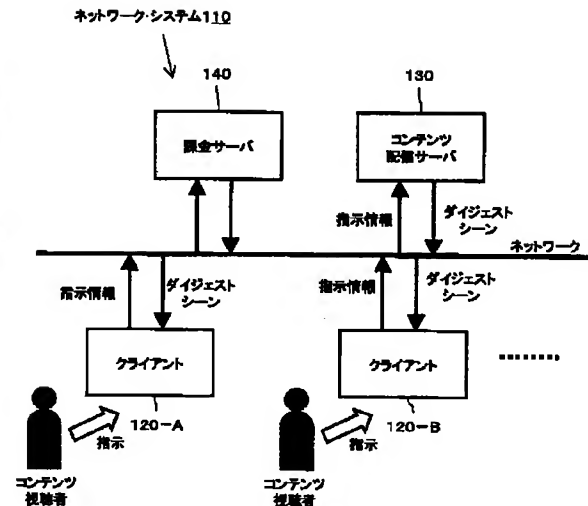 ネットワーク・システム110
140
130
課金サーバ
コンテンツ
配信サーバ
指示情報
ダイジェスト
シーン
ネットワーク
指示情報
ダイジェスト
シーン
指示情報
ダイジェスト
シーン
クライアント
クライアント
120-A
120-B
指示
指示
コンテンツ
視聴者
コンテンツ
視聴者